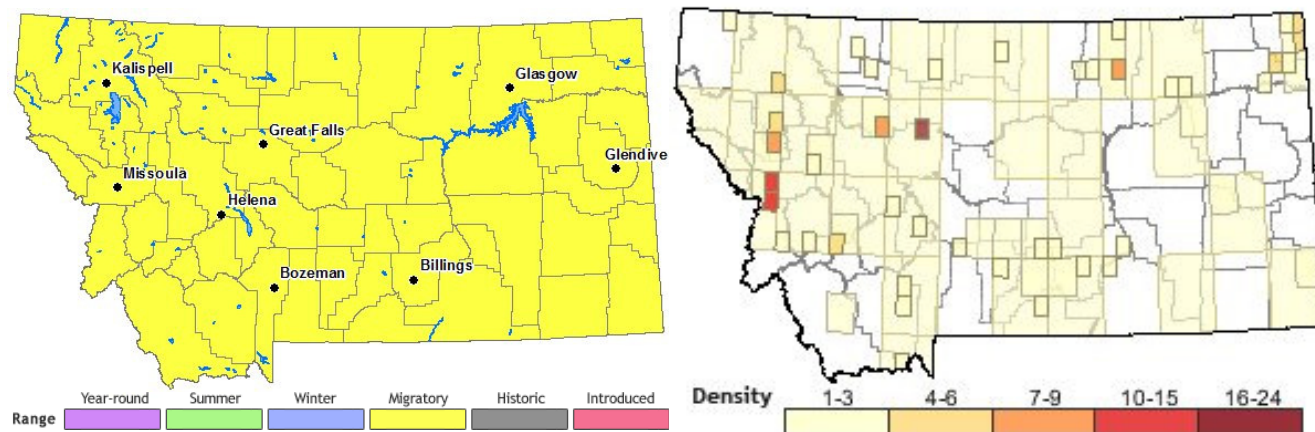 Kalispell
Glasgow
Great Falls
Glendive
Missoula
Helena
Bozeman
Billings
Range Year-round Summer Winter Migratory Historic Introduced
Density 1-3 4-6 7-9 10-15 16-24